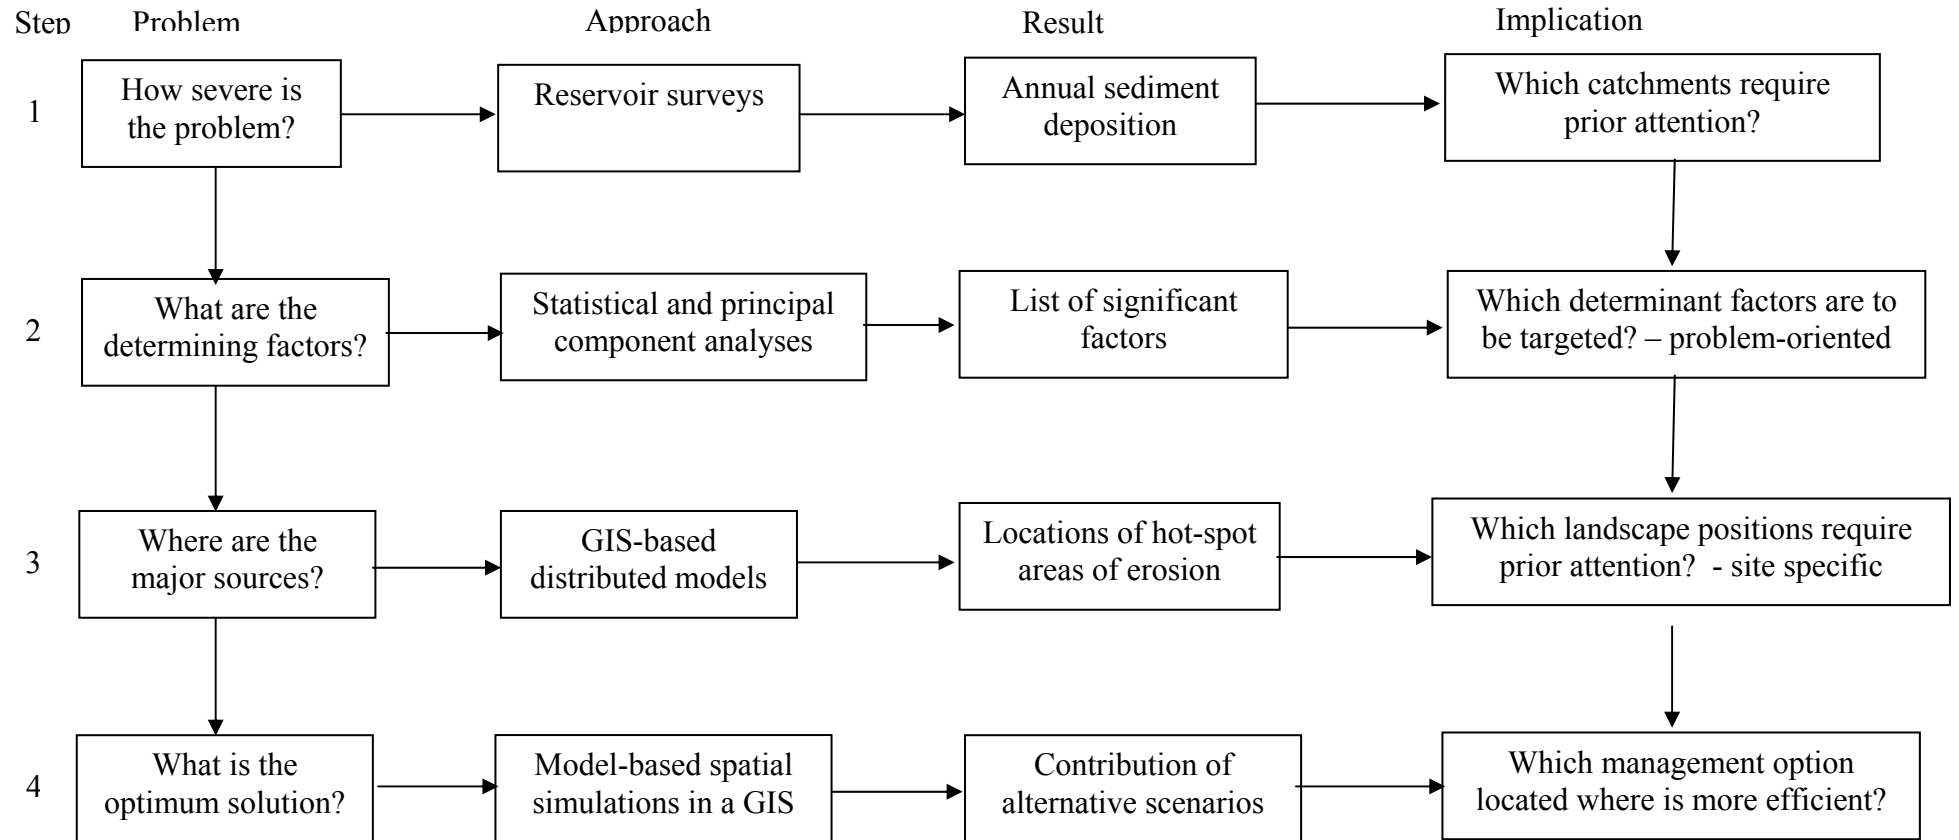 Step Problem Approach Result Implication
1
How severe is
the problem?
Reservoir surveys
Annual sediment
deposition
Which catchments require
prior attention?
2
What are the
determining factors?
Statistical and principal
component analyses
List of significant
factors
Which determinant factors are to
be targeted? – problem-oriented
3
Where are the
major sources?
GIS-based
distributed models
Locations of hot-spot
areas of erosion
Which landscape positions require
prior attention? - site specific
4
What is the
optimum solution?
Model-based spatial
simulations in a GIS
Contribution of
alternative scenarios
Which management option
located where is more efficient?